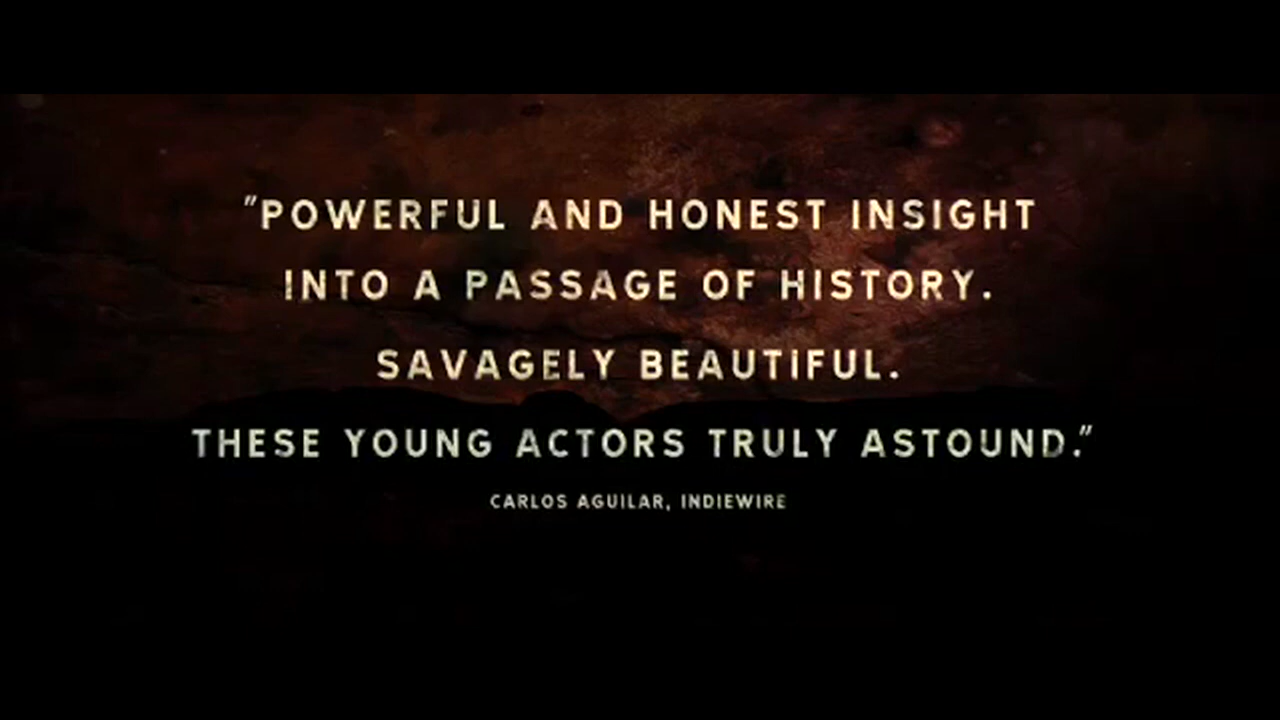 "POWERFUL AND HONEST INSIGHT
INTO A PASSAGE OF HISTORY.
SAVAGELY BEAUTIFUL.
THESE YOUNG ACTORS TRULY ASTOUND."
CARLOS AGUILAR, INDIEWIRE